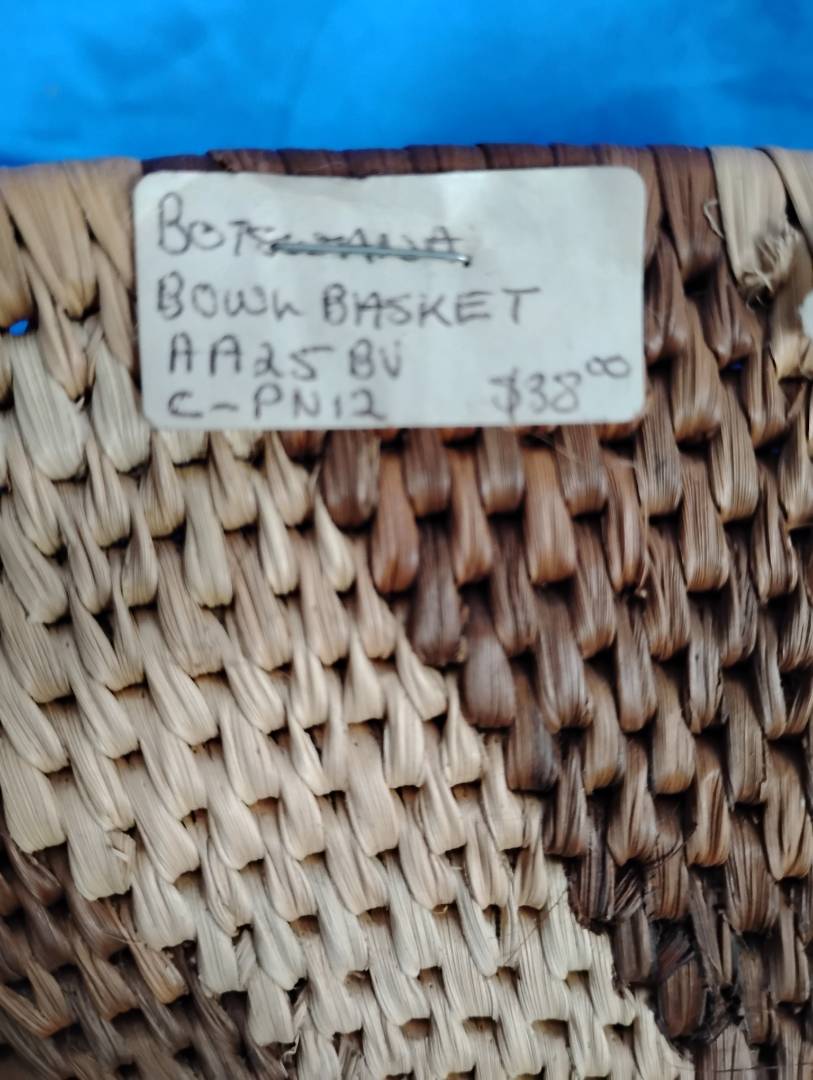 BOTSWANA
BOWL BASKET
AA25BV
C-PN12 $38.00